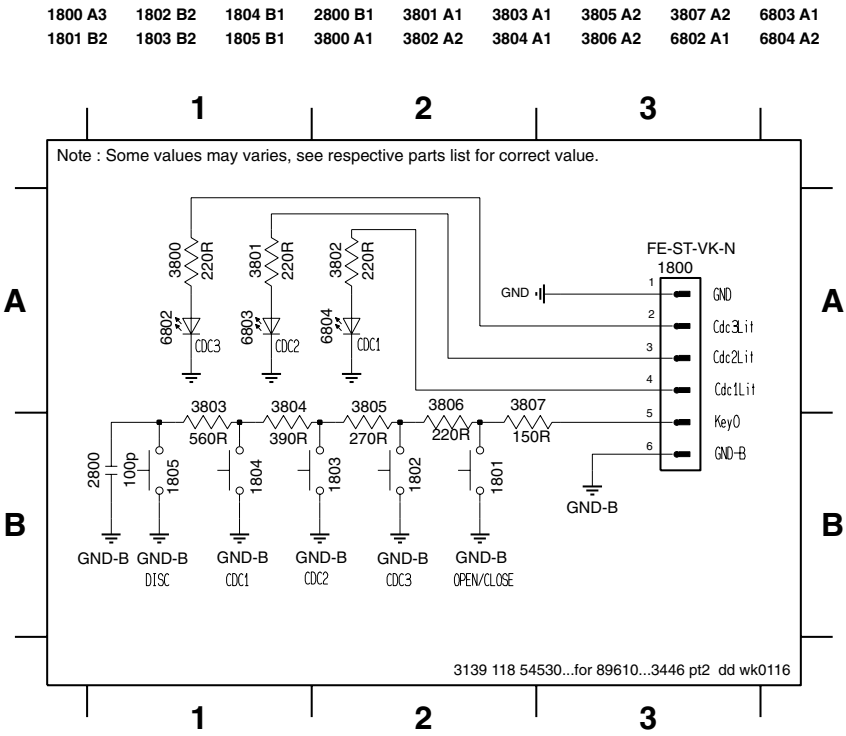 1800 A3 1802 B2 1804 B1 2800 B1 3801 A1 3803 A1 3805 A2 3807 A2 6803 A1
1801 B2 1803 B2 1805 B1 3800 A1 3802 A2 3804 A1 3806 A2 6802 A1 6804 A2
1 2 3
Note : Some values may varies, see respective parts list for correct value.
3800 220R 3801 220R 3802 220R
FE-ST-VK-N
1800
A A
GND 1 GND
2 Cdc3Lit
6802 CDC3 6803 CDC2 6804 CDC1
3 Cdc2Lit
4 Cdc1Lit
3803 3804 3805 3806 3807
5 Key0
560R 390R 270R 220R 150R
6 GND-B
2800 100p 1805 1804 1803 1802 1801
GND-B
B B
GND-B GND-B GND-B GND-B GND-B GND-B
DISC CDC1 CDC2 CDC3 OPEN/CLOSE
3139 118 54530...for 89610...3446 pt2 dd wk0116
1 2 3